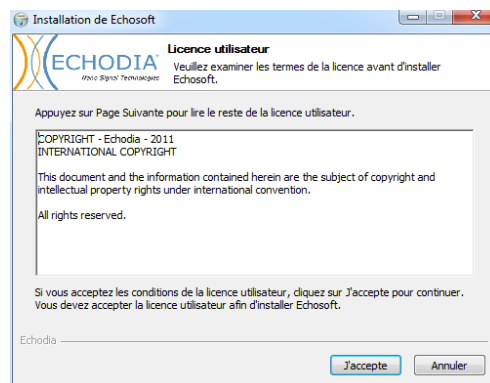 Installation de Echosoft
ECHODIA
Wano Signal Technologies
Licence utilisateur
Veuillez examiner les termes de la licence avant d'installer
Echosoft.
Appuyez sur Page Suivante pour lire le reste de la licence utilisateur.
COPYRIGHT - Echodia - 2011
INTERNATIONAL COPYRIGHT
This document and the information contained herein are the subject of copyright and
intellectual property rights under international convention.
All rights reserved.
Si vous acceptez les conditions de la licence utilisateur, cliquez sur J'accepte pour continuer.
Vous devez accepter la licence utilisateur afin d'installer Echosoft.
Echodia
J'accepte
Annuler